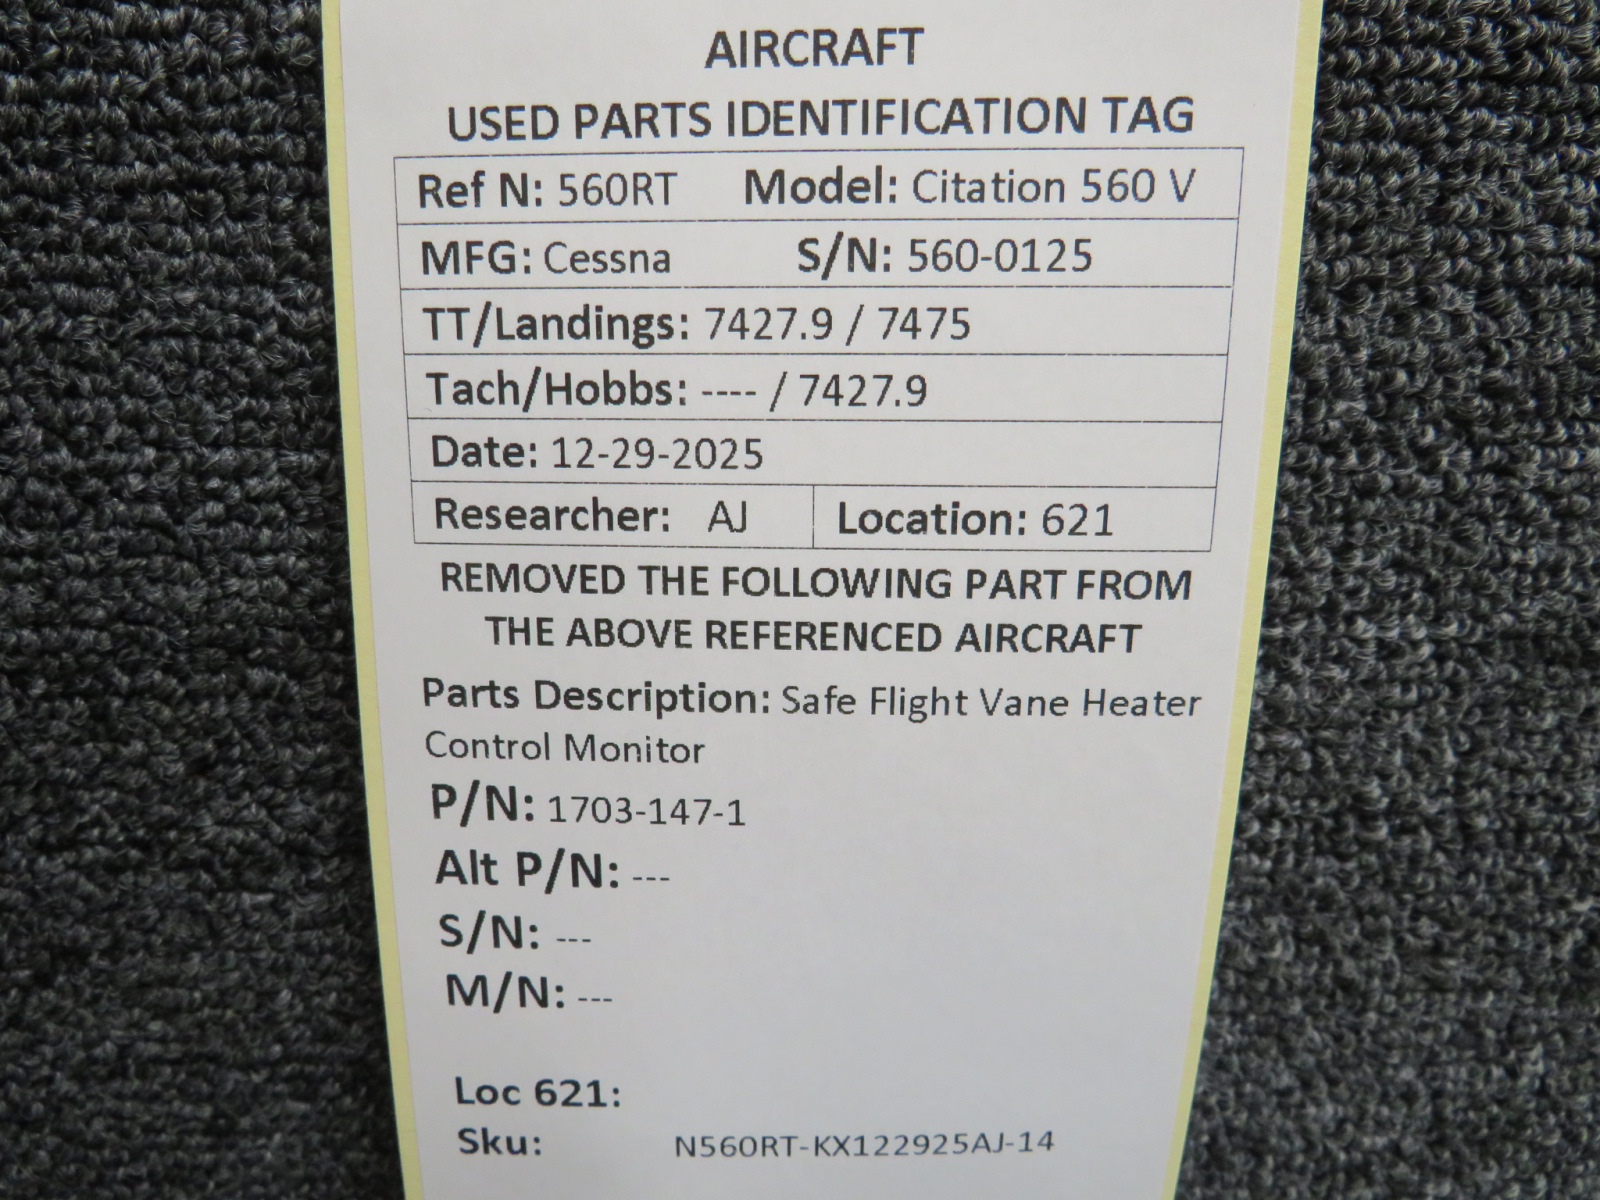 AIRCRAFT
USED PARTS IDENTIFICATION TAG
Ref N: 560RT Model: Citation 560 V
MFG: Cessna S/N: 560-0125
TT/Landings: 7427.9 / 7475
Tach/Hobbs: ---- / 7427.9
Date: 12-29-2025
Researcher: AJ Location: 621
REMOVED THE FOLLOWING PART FROM
THE ABOVE REFERENCED AIRCRAFT
Parts Description: Safe Flight Vane Heater
Control Monitor
P/N: 1703-147-1
Alt P/N: ---
S/N: ---
M/N: ---
Loc 621:
Sku: N560RT-KX122925AJ-14